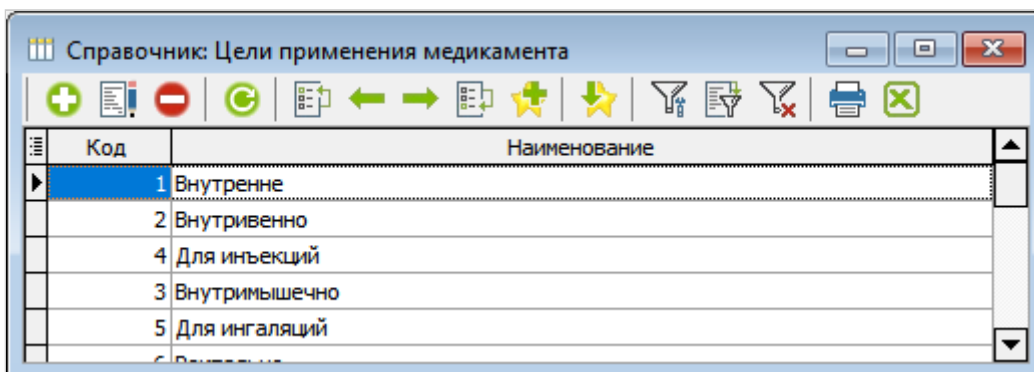 Справочник: Цели применения медикамента
Код Наименование
1 Внутренне
2 Внутривенно
4 Для инъекций
3 Внутримышечно
5 Для ингаляций